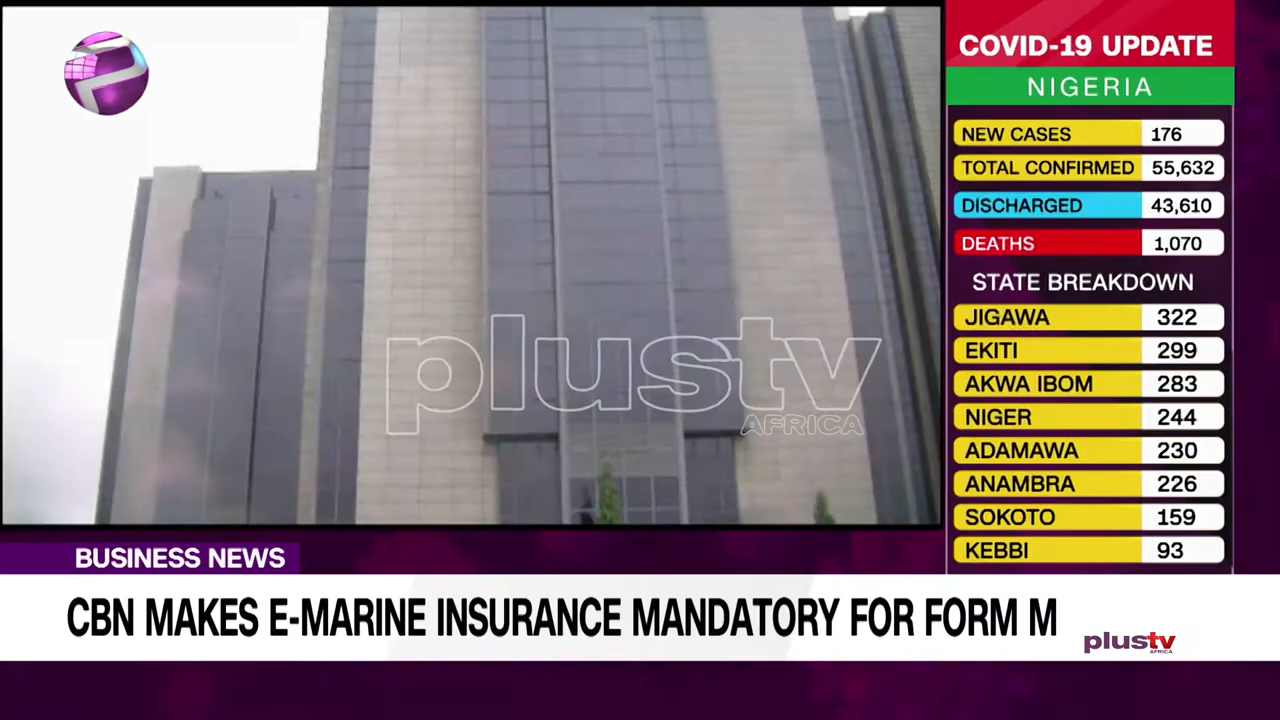 plustv
AFRICA
COVID-19 UPDATE
NIGERIA
NEW CASES 176
TOTAL CONFIRMED 55,632
DISCHARGED 43,610
DEATHS 1,070
STATE BREAKDOWN
JIGAWA 322
EKITI 299
AKWA IBOM 283
NIGER 244
ADAMAWA 230
ANAMBRA 226
SOKOTO 159
KEBBI 93
BUSINESS NEWS
CBN MAKES E-MARINE INSURANCE MANDATORY FOR FORM M
plustv
AFRICA